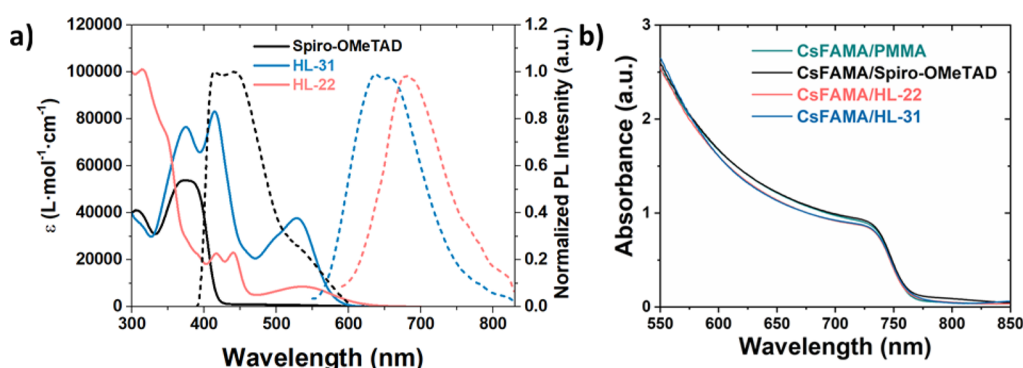 a)
Spiro-OMeTAD
HL-31
HL-22
120000
100000
80000
60000
40000
20000
0
ε (L·mol⁻¹·cm⁻¹)
300 400 500 600 700 800
Wavelength (nm)
1.2
1.0
0.8
0.6
0.4
0.2
0.0
Normalized PL Intesnity (a.u.)
b)
CsFAMA/PMMA
CsFAMA/Spiro-OMeTAD
CsFAMA/HL-22
CsFAMA/HL-31
3
2
1
0
Absorbance (a.u.)
550 600 650 700 750 800 850
Wavelength (nm)